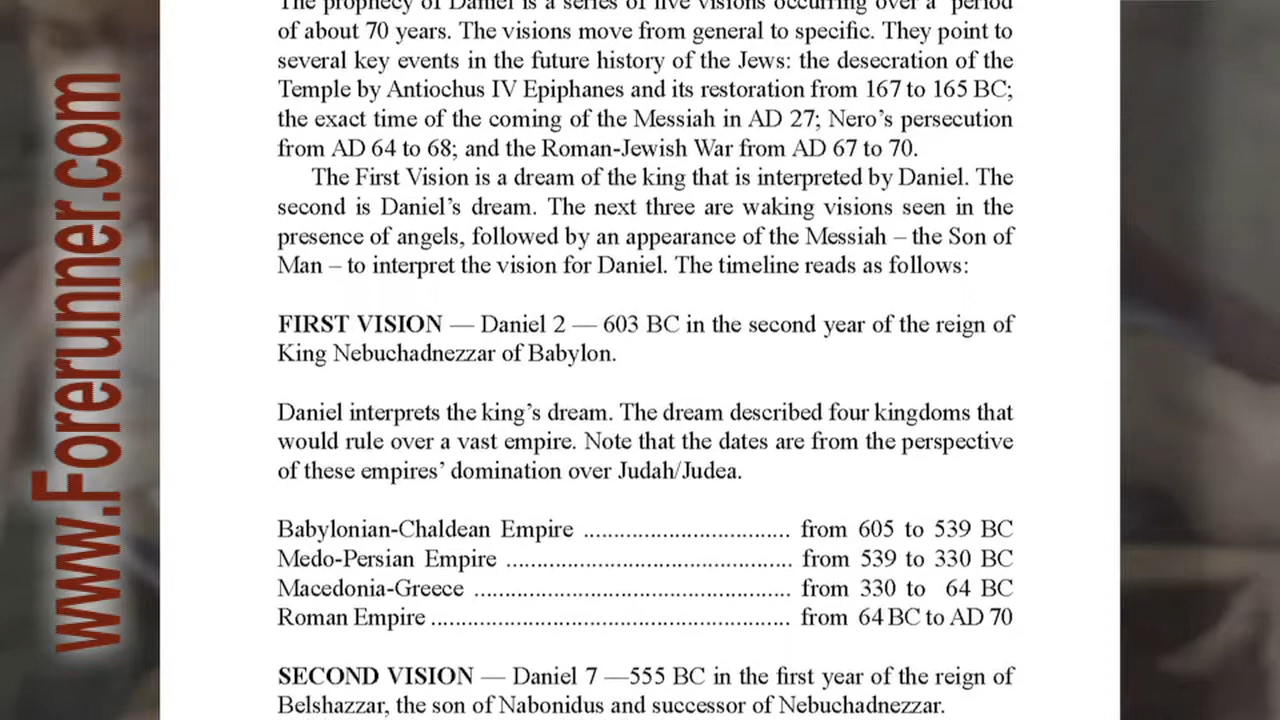 www.Forerunner.com
The prophecy of Daniel is a series of five visions occurring over a period
of about 70 years. The visions move from general to specific. They point to
several key events in the future history of the Jews: the desecration of the
Temple by Antiochus IV Epiphanes and its restoration from 167 to 165 BC;
the exact time of the coming of the Messiah in AD 27; Nero’s persecution
from AD 64 to 68; and the Roman-Jewish War from AD 67 to 70.
The First Vision is a dream of the king that is interpreted by Daniel. The
second is Daniel’s dream. The next three are waking visions seen in the
presence of angels, followed by an appearance of the Messiah – the Son of
Man – to interpret the vision for Daniel. The timeline reads as follows:
FIRST VISION — Daniel 2 — 603 BC in the second year of the reign of
King Nebuchadnezzar of Babylon.
Daniel interprets the king’s dream. The dream described four kingdoms that
would rule over a vast empire. Note that the dates are from the perspective
of these empires’ domination over Judah/Judea.
Babylonian-Chaldean Empire ...................................... from 605 to 539 BC
Medo-Persian Empire .................................................... from 539 to 330 BC
Macedonia-Greece .......................................................... from 330 to 64 BC
Roman Empire .................................................................. from 64 BC to AD 70
SECOND VISION — Daniel 7 —555 BC in the first year of the reign of
Belshazzar, the son of Nabonidus and successor of Nebuchadnezzar.